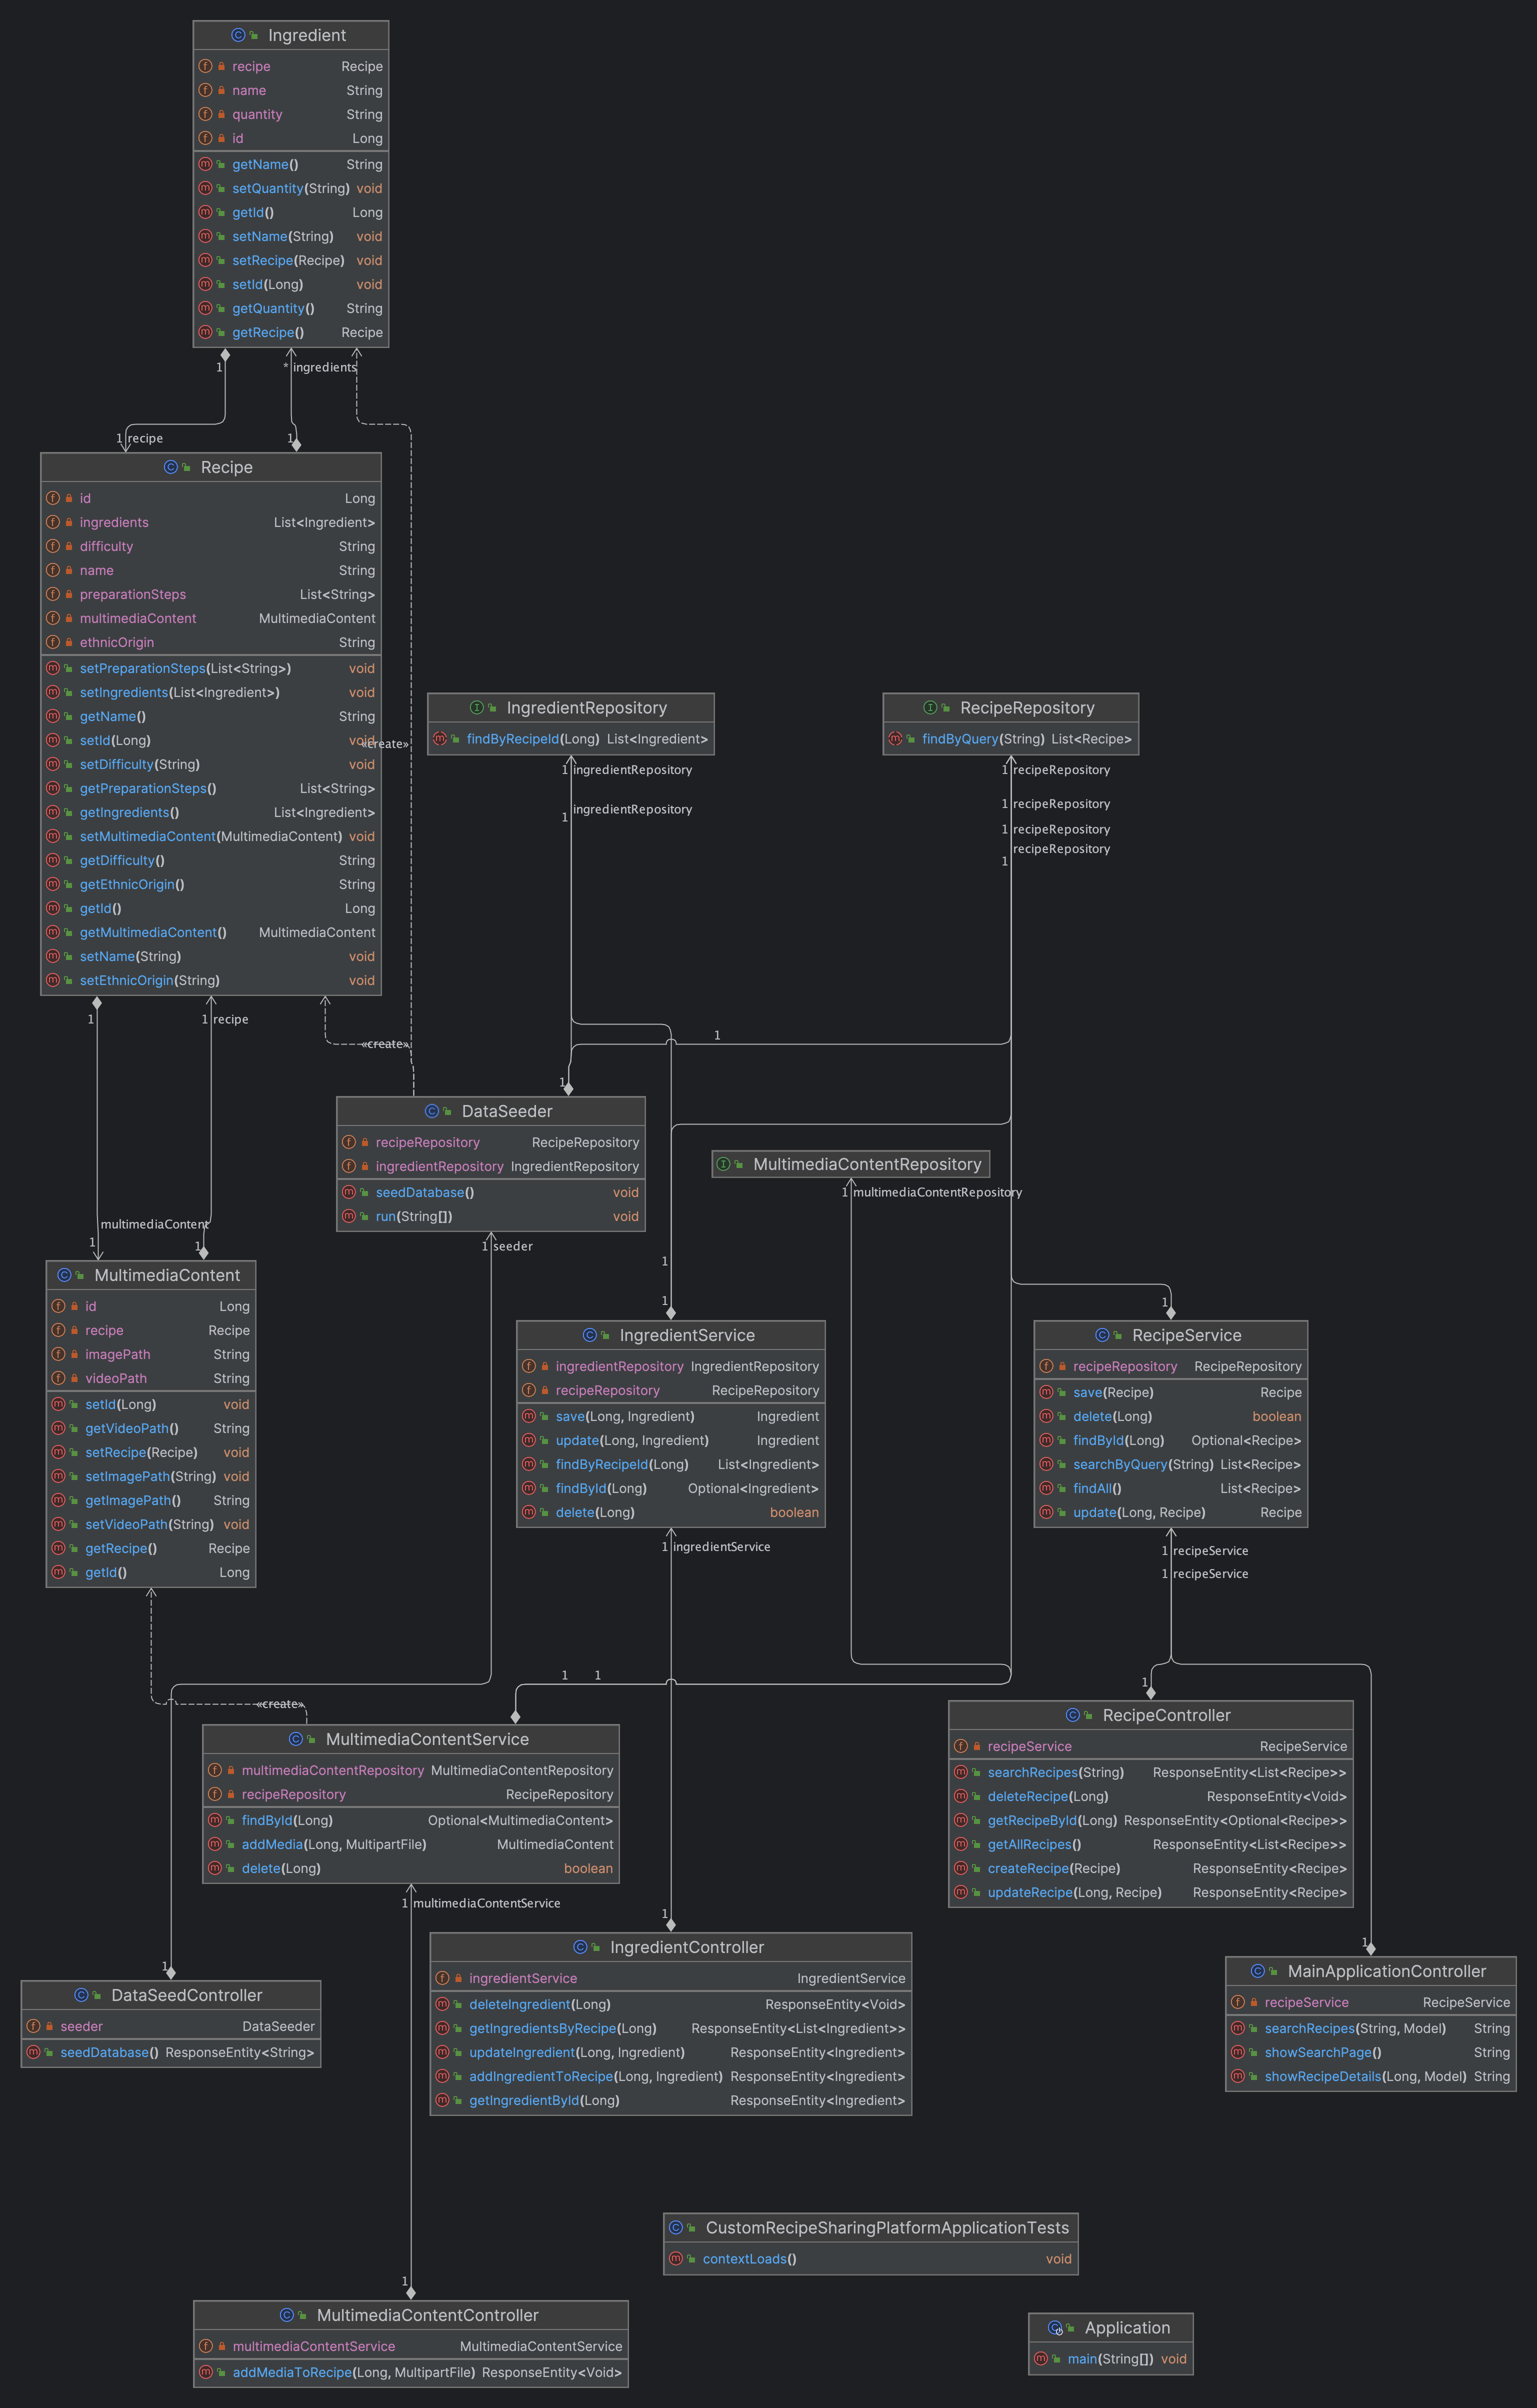 Ingredient
recipe Recipe
name String
quantity String
id Long
getName() String
setQuantity(String) void
getId() Long
setName(String) void
setRecipe(Recipe) void
setId(Long) void
getQuantity() String
getRecipe() Recipe
1
* ingredients
1 recipe
1
Recipe
id Long
ingredients List<Ingredient>
difficulty String
name String
preparationSteps List<String>
multimediaContent MultimediaContent
ethnicOrigin String
setPreparationSteps(List<String>) void
setIngredients(List<Ingredient>) void
getName() String
setId(Long) void
setDifficulty(String) void
getPreparationSteps() List<String>
getIngredients() List<Ingredient>
setMultimediaContent(MultimediaContent) void
getDifficulty() String
getEthnicOrigin() String
getId() Long
getMultimediaContent() MultimediaContent
setName(String) void
setEthnicOrigin(String) void
«create»
IngredientRepository
findByRecipeId(Long) List<Ingredient>
1 ingredientRepository
ingredientRepository
1
RecipeRepository
findByQuery(String) List<Recipe>
1 recipeRepository
1 recipeRepository
1 recipeRepository
recipeRepository
1
1
1 recipe
«create»
1
1
DataSeeder
recipeRepository RecipeRepository
ingredientRepository IngredientRepository
seedDatabase() void
run(String[]) void
1 seeder
MultimediaContentRepository
1 multimediaContentRepository
multimediaContent
1
1
MultimediaContent
id Long
recipe Recipe
imagePath String
videoPath String
setId(Long) void
getVideoPath() String
setRecipe(Recipe) void
setImagePath(String) void
getImagePath() String
setVideoPath(String) void
getRecipe() Recipe
getId() Long
1
1
IngredientService
ingredientRepository IngredientRepository
recipeRepository RecipeRepository
save(Long, Ingredient) Ingredient
update(Long, Ingredient) Ingredient
findByRecipeId(Long) List<Ingredient>
findById(Long) Optional<Ingredient>
delete(Long) boolean
1 ingredientService
1
RecipeService
recipeRepository RecipeRepository
save(Recipe) Recipe
delete(Long) boolean
findById(Long) Optional<Recipe>
searchByQuery(String) List<Recipe>
findAll() List<Recipe>
update(Long, Recipe) Recipe
1 recipeService
1 recipeService
1 1
«create»
MultimediaContentService
multimediaContentRepository MultimediaContentRepository
recipeRepository RecipeRepository
findById(Long) Optional<MultimediaContent>
addMedia(Long, MultipartFile) MultimediaContent
delete(Long) boolean
1 multimediaContentService
1
RecipeController
recipeService RecipeService
searchRecipes(String) ResponseEntity<List<Recipe>>
deleteRecipe(Long) ResponseEntity<Void>
getRecipeById(Long) ResponseEntity<Optional<Recipe>>
getAllRecipes() ResponseEntity<List<Recipe>>
createRecipe(Recipe) ResponseEntity<Recipe>
updateRecipe(Long, Recipe) ResponseEntity<Recipe>
1
IngredientController
ingredientService IngredientService
deleteIngredient(Long) ResponseEntity<Void>
getIngredientsByRecipe(Long) ResponseEntity<List<Ingredient>>
updateIngredient(Long, Ingredient) ResponseEntity<Ingredient>
addIngredientToRecipe(Long, Ingredient) ResponseEntity<Ingredient>
getIngredientById(Long) ResponseEntity<Ingredient>
1
MainApplicationController
recipeService RecipeService
searchRecipes(String, Model) String
showSearchPage() String
showRecipeDetails(Long, Model) String
1
DataSeedController
seeder DataSeeder
seedDatabase() ResponseEntity<String>
CustomRecipeSharingPlatformApplicationTests
contextLoads() void
1
MultimediaContentController
multimediaContentService MultimediaContentService
addMediaToRecipe(Long, MultipartFile) ResponseEntity<Void>
Application
main(String[]) void